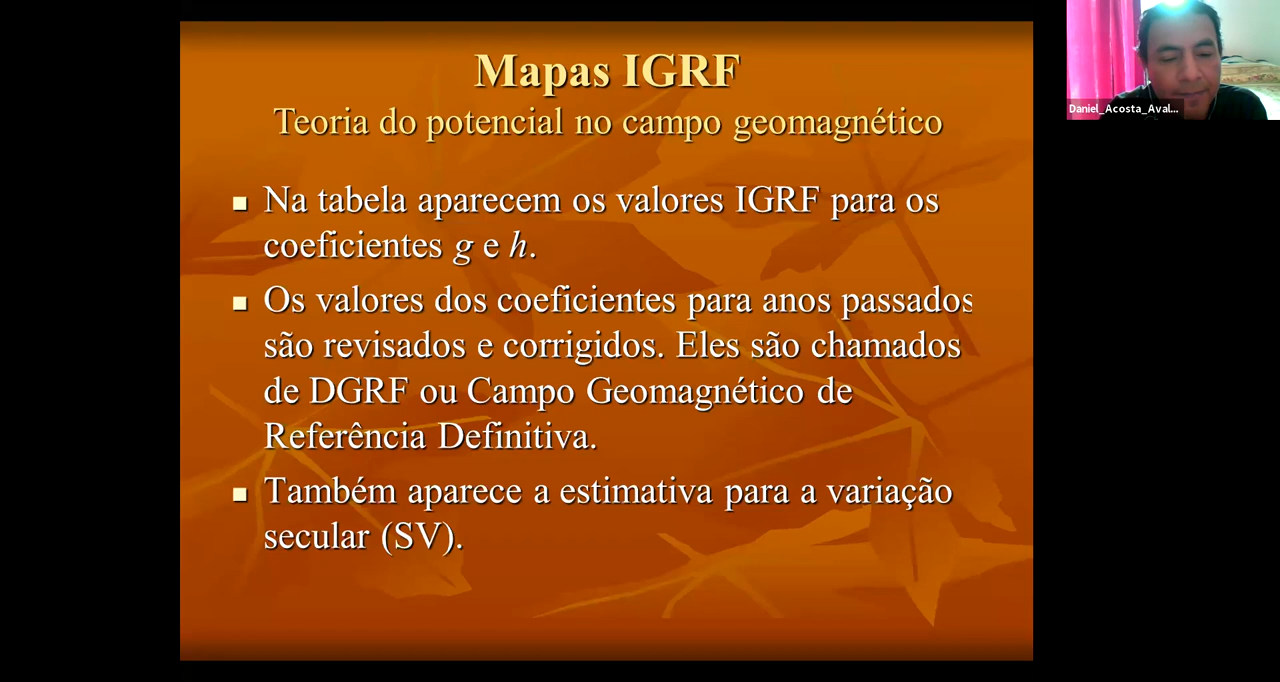 Mapas IGRF
Teoria do potencial no campo geomagnético
Na tabela aparecem os valores IGRF para os
coeficientes g e h.
Os valores dos coeficientes para anos passados
são revisados e corrigidos. Eles são chamados
de DGRF ou Campo Geomagnético de
Referência Definitiva.
Também aparece a estimativa para a variação
secular (SV).
Daniel_Acosta_Aval...